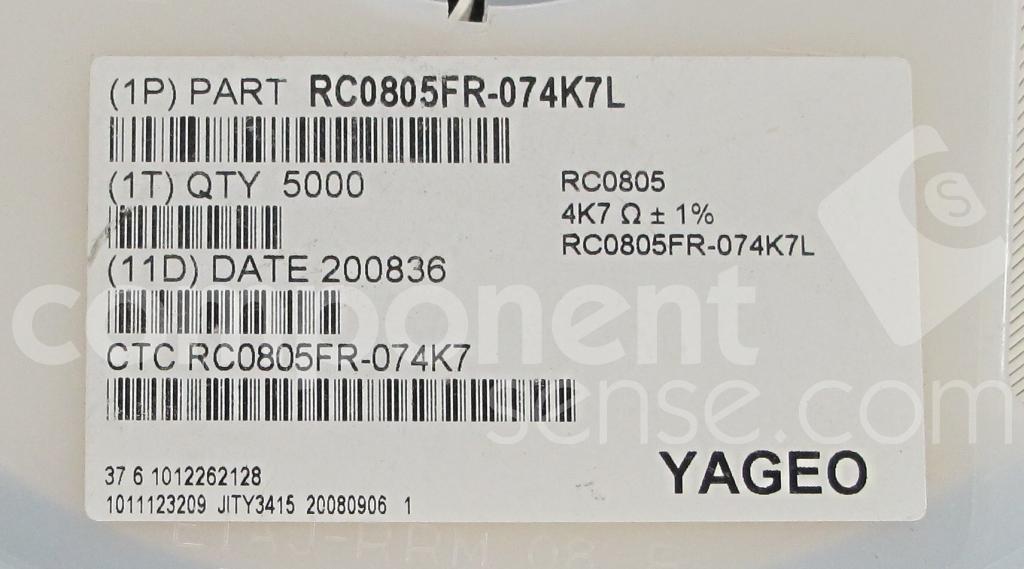 (1P) PART RC0805FR-074K7L
(1T) QTY 5000
(11D) DATE 200836
CTC RC0805FR-074K7
RC0805
4K7 Ω ± 1%
RC0805FR-074K7L
37 6 1012262128
1011123209 JITY3415 20080906 1
YAGEO
component
sense.com
S